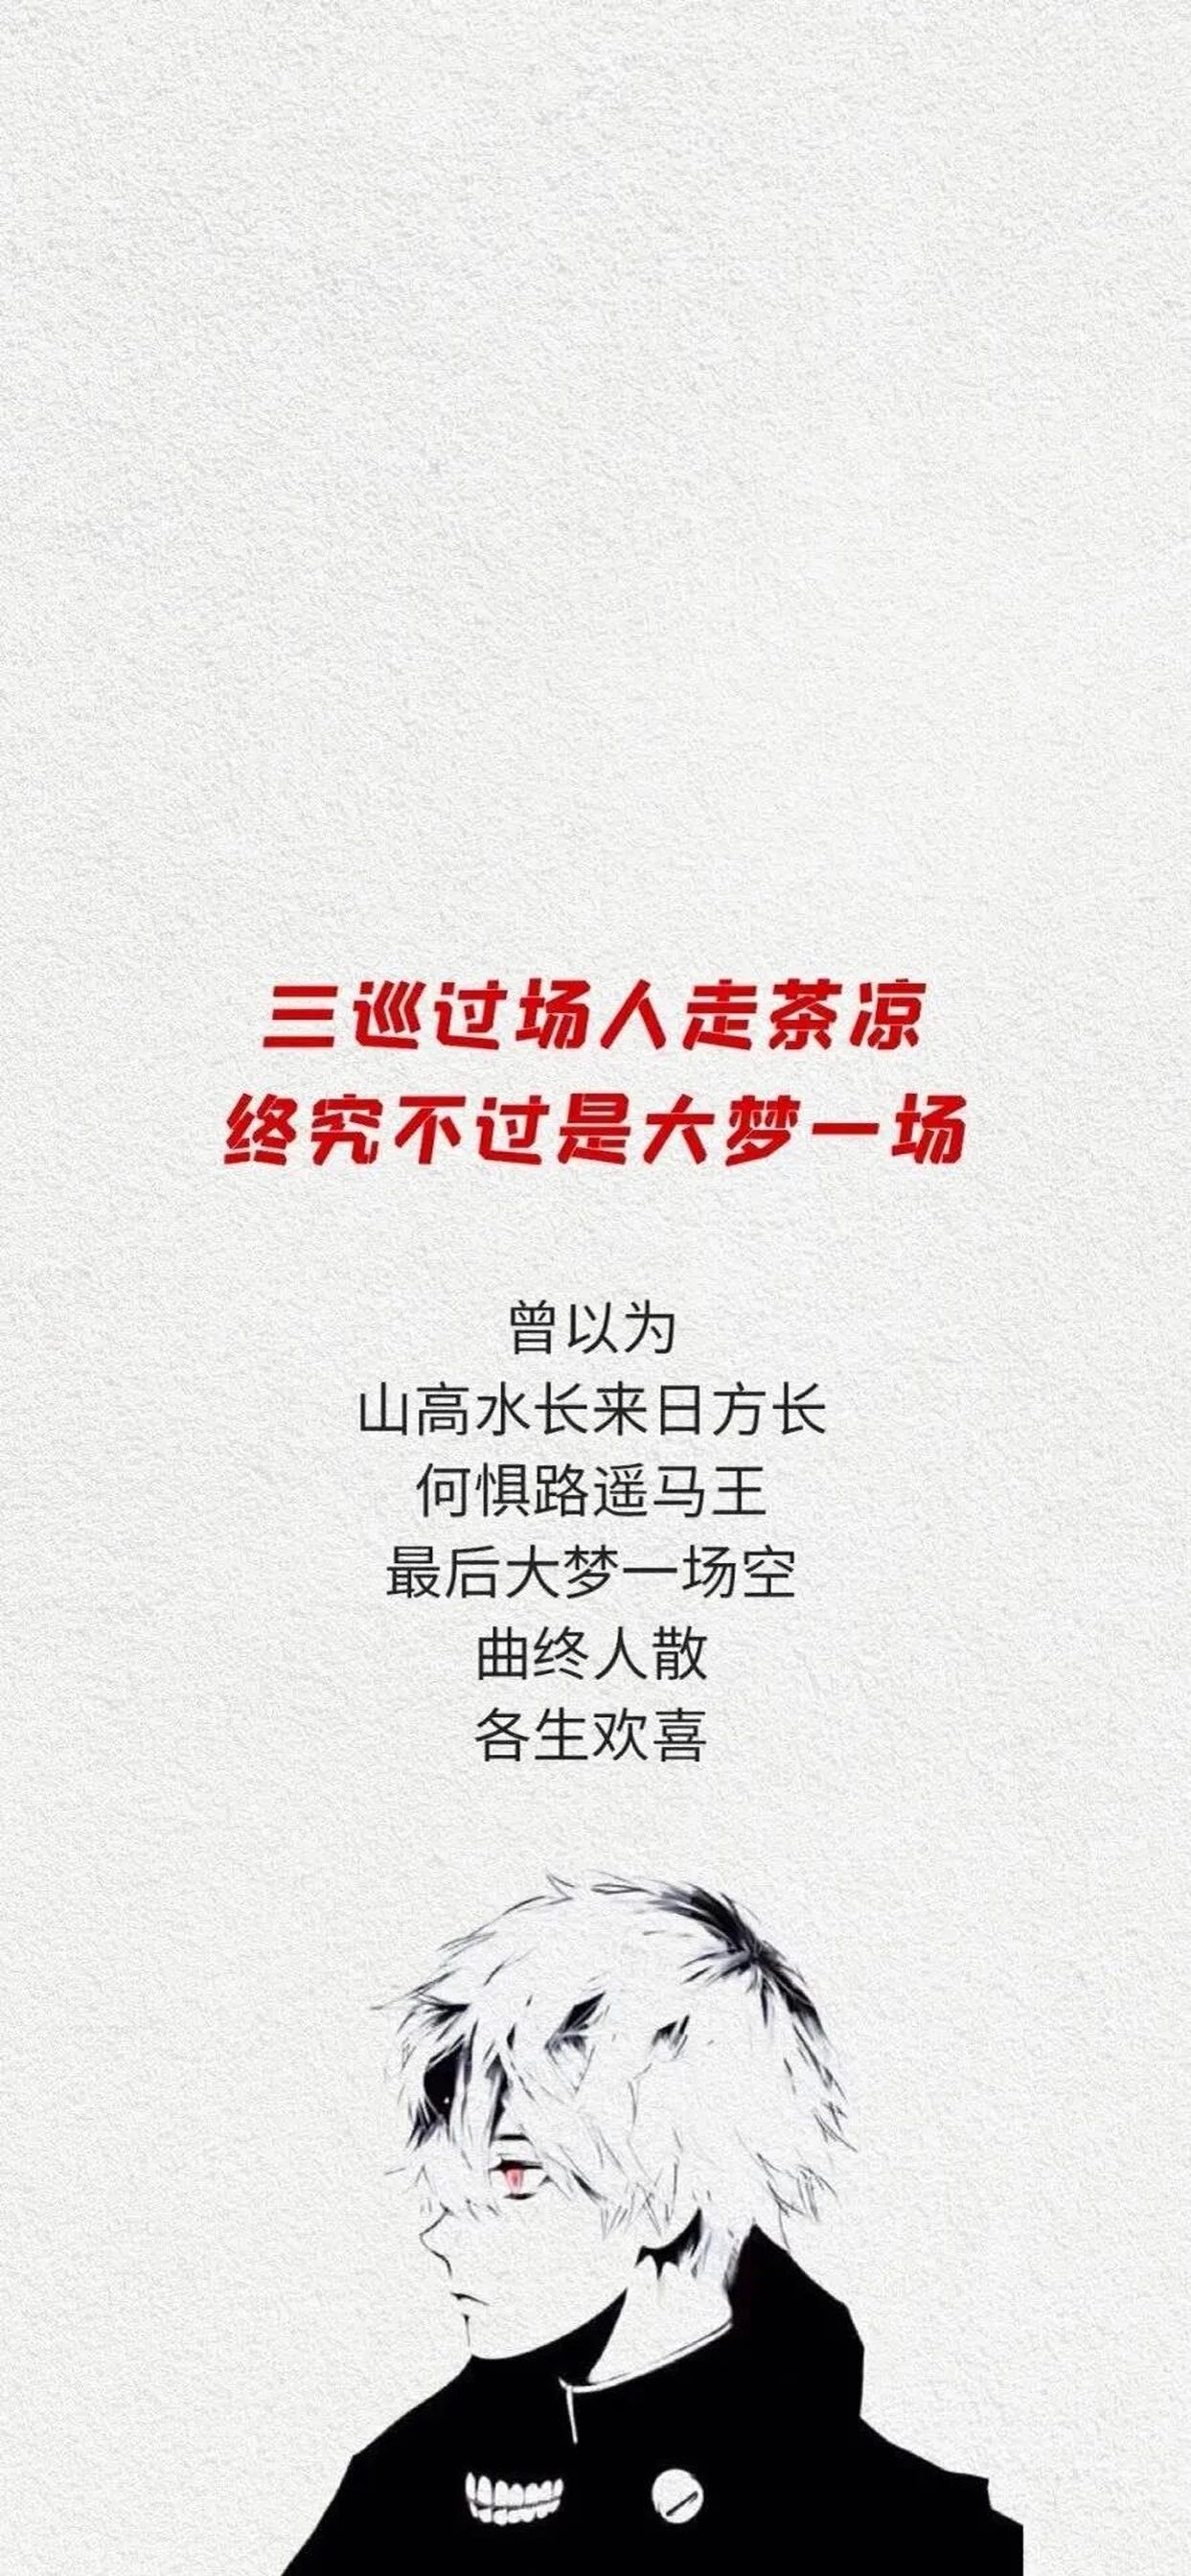 三巡过场人走茶凉
终究不过是大梦一场
曾以为
山高水长来日方长
何惧路遥马王
最后大梦一场空
曲终人散
各生欢喜